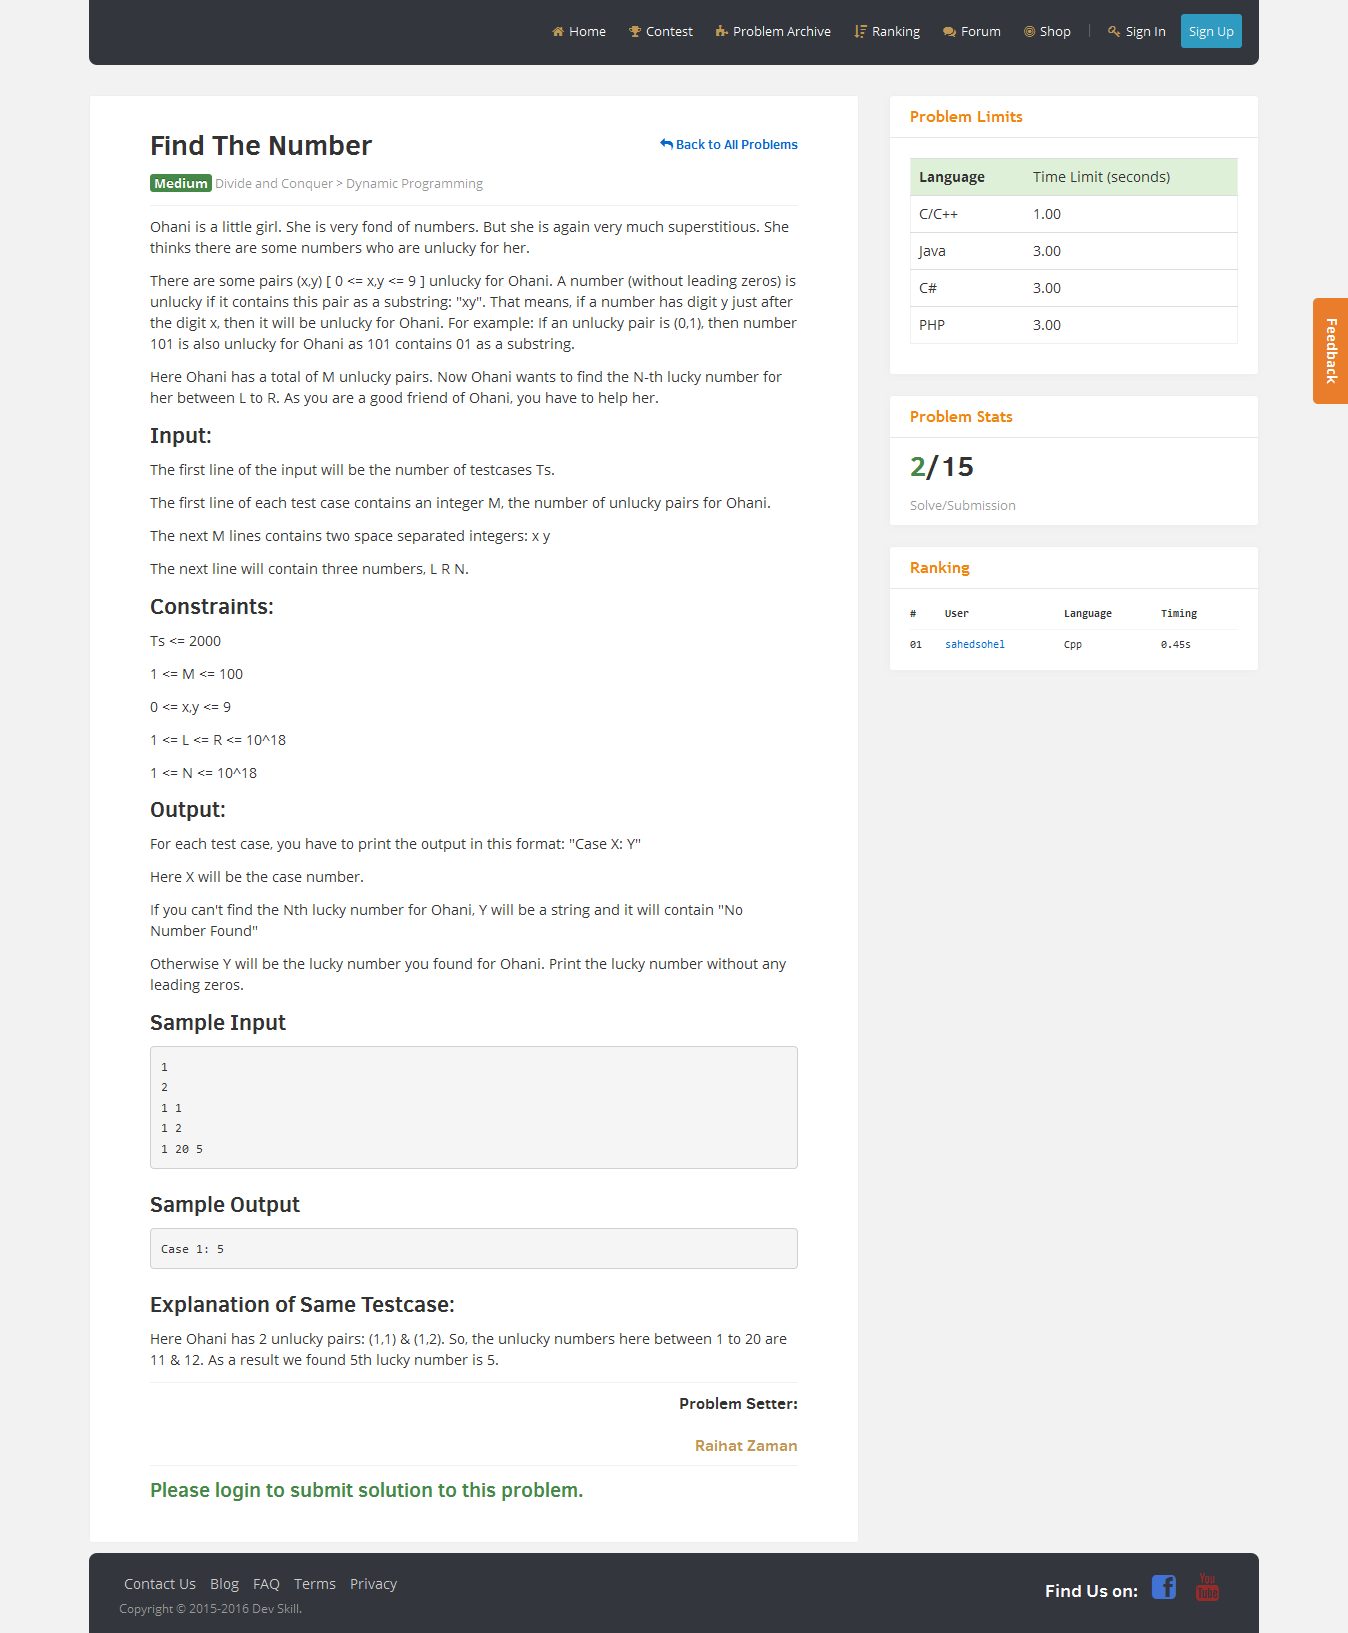 Home Contest Problem Archive Ranking Forum Shop | Sign In Sign Up
Find The Number
Back to All Problems
Medium Divide and Conquer > Dynamic Programming
Ohani is a little girl. She is very fond of numbers. But she is again very much superstitious. She
thinks there are some numbers who are unlucky for her.
There are some pairs (x,y) [ 0 <= x,y <= 9 ] unlucky for Ohani. A number (without leading zeros) is
unlucky if it contains this pair as a substring: "xy". That means, if a number has digit y just after
the digit x, then it will be unlucky for Ohani. For example: If an unlucky pair is (0,1), then number
101 is also unlucky for Ohani as 101 contains 01 as a substring.
Here Ohani has a total of M unlucky pairs. Now Ohani wants to find the N-th lucky number for
her between L to R. As you are a good friend of Ohani, you have to help her.
Input:
The first line of the input will be the number of testcases Ts.
The first line of each test case contains an integer M, the number of unlucky pairs for Ohani.
The next M lines contains two space separated integers: x y
The next line will contain three numbers, L R N.
Constraints:
Ts <= 2000
1 <= M <= 100
0 <= x,y <= 9
1 <= L <= R <= 10^18
1 <= N <= 10^18
Output:
For each test case, you have to print the output in this format: "Case X: Y"
Here X will be the case number.
If you can't find the Nth lucky number for Ohani, Y will be a string and it will contain "No
Number Found"
Otherwise Y will be the lucky number you found for Ohani. Print the lucky number without any
leading zeros.
Sample Input
1
2
1 1
1 2
1 20 5
Sample Output
Case 1: 5
Explanation of Same Testcase:
Here Ohani has 2 unlucky pairs: (1,1) & (1,2). So, the unlucky numbers here between 1 to 20 are
11 & 12. As a result we found 5th lucky number is 5.
Problem Setter:
Raihat Zaman
Please login to submit solution to this problem.
Problem Limits
Language Time Limit (seconds)
C/C++ 1.00
Java 3.00
C# 3.00
PHP 3.00
Problem Stats
2/15
Solve/Submission
Ranking
# User Language Timing
01 sahedsohel Cpp 0.45s
Feedback
Contact Us Blog FAQ Terms Privacy
Copyright © 2015-2016 Dev Skill.
Find Us on: f You Tube